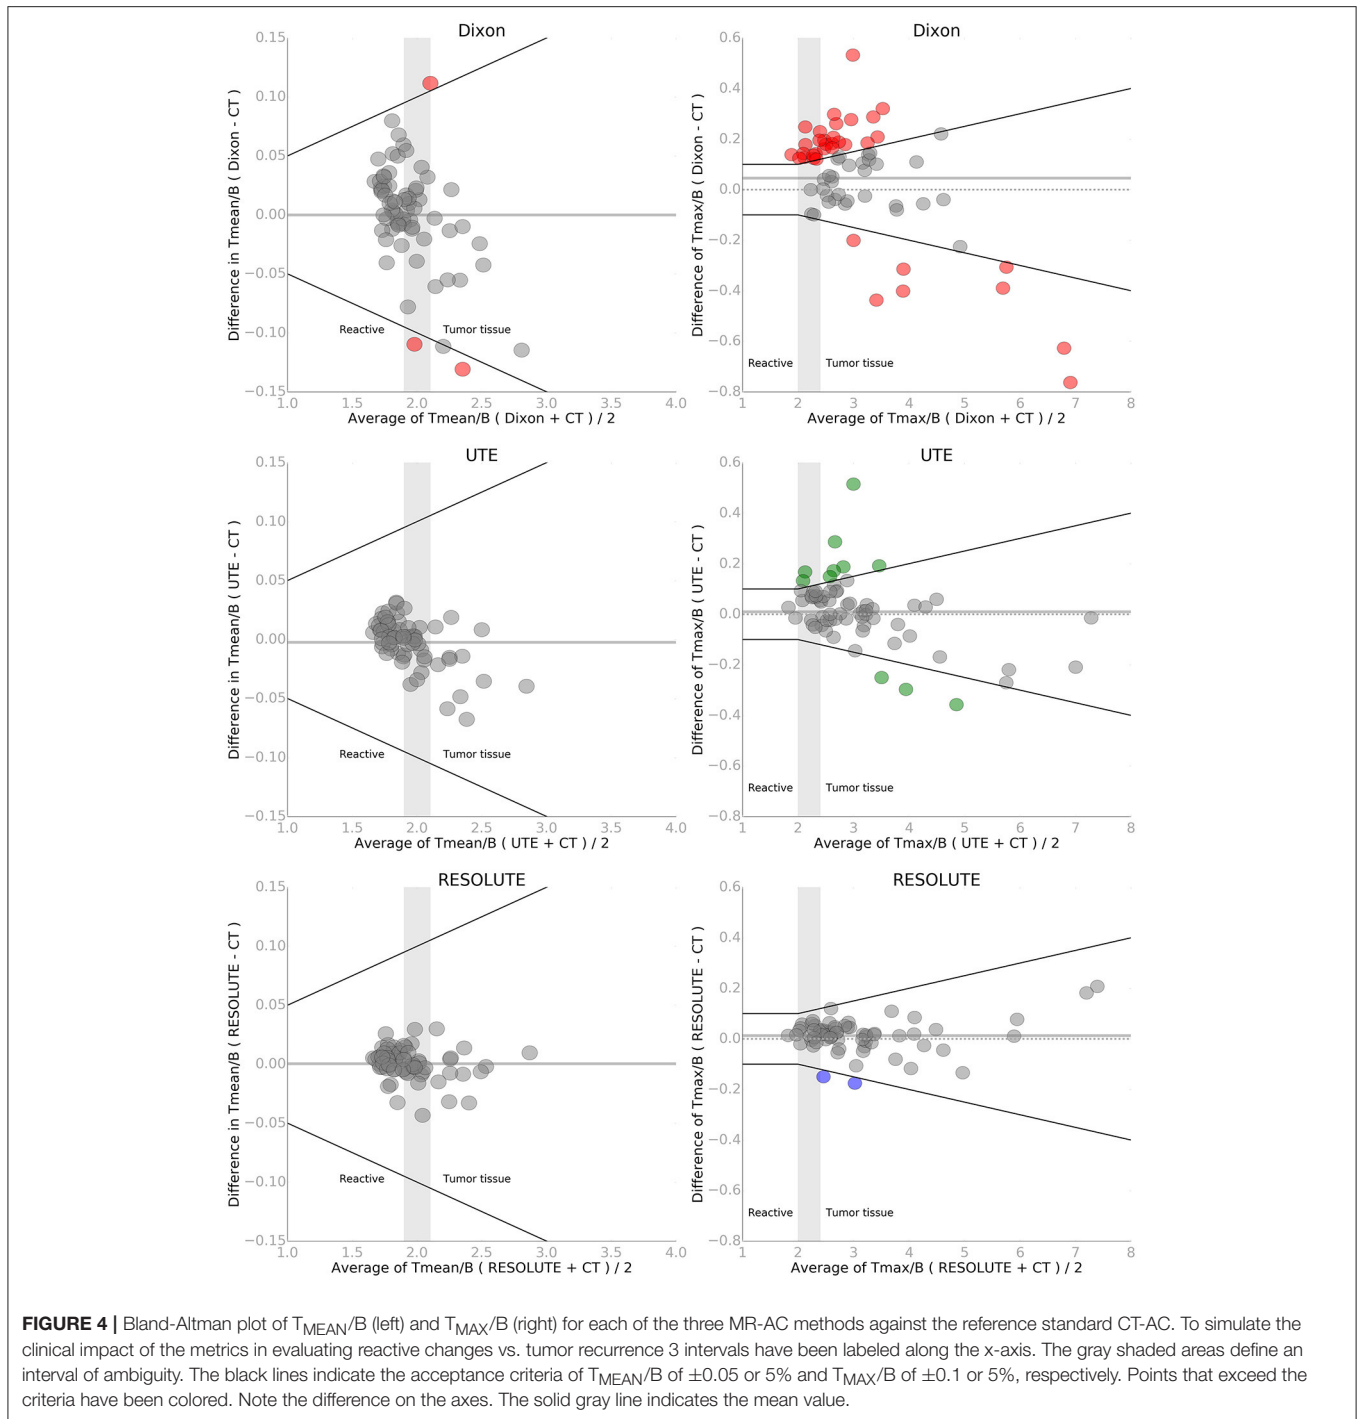 Dixon
0.15
0.10
0.05
0.00
−0.05
−0.10
−0.15
Difference in Tmean/B ( Dixon - CT )
Reactive
Tumor tissue
1.0 1.5 2.0 2.5 3.0 3.5 4.0
Average of Tmean/B ( Dixon + CT ) / 2
Dixon
0.6
0.4
0.2
0.0
−0.2
−0.4
−0.6
−0.8
Difference of Tmax/B ( Dixon - CT )
Reactive
Tumor tissue
1 2 3 4 5 6 7 8
Average of Tmax/B ( Dixon + CT ) / 2
UTE
0.15
0.10
0.05
0.00
−0.05
−0.10
−0.15
Difference in Tmean/B ( UTE - CT )
Reactive
Tumor tissue
1.0 1.5 2.0 2.5 3.0 3.5 4.0
Average of Tmean/B ( UTE + CT ) / 2
UTE
0.6
0.4
0.2
0.0
−0.2
−0.4
−0.6
−0.8
Difference of Tmax/B ( UTE - CT )
Reactive
Tumor tissue
1 2 3 4 5 6 7 8
Average of Tmax/B ( UTE + CT ) / 2
RESOLUTE
0.15
0.10
0.05
0.00
−0.05
−0.10
−0.15
Difference in Tmean/B ( RESOLUTE - CT )
Reactive
Tumor tissue
1.0 1.5 2.0 2.5 3.0 3.5 4.0
Average of Tmean/B ( RESOLUTE + CT ) / 2
RESOLUTE
0.6
0.4
0.2
0.0
−0.2
−0.4
−0.6
−0.8
Difference of Tmax/B ( RESOLUTE - CT )
Reactive
Tumor tissue
1 2 3 4 5 6 7 8
Average of Tmax/B ( RESOLUTE + CT ) / 2
FIGURE 4 | Bland-Altman plot of TMEAN/B (left) and TMAX/B (right) for each of the three MR-AC methods against the reference standard CT-AC. To simulate the
clinical impact of the metrics in evaluating reactive changes vs. tumor recurrence 3 intervals have been labeled along the x-axis. The gray shaded areas define an
interval of ambiguity. The black lines indicate the acceptance criteria of TMEAN/B of ±0.05 or 5% and TMAX/B of ±0.1 or 5%, respectively. Points that exceed the
criteria have been colored. Note the difference on the axes. The solid gray line indicates the mean value.